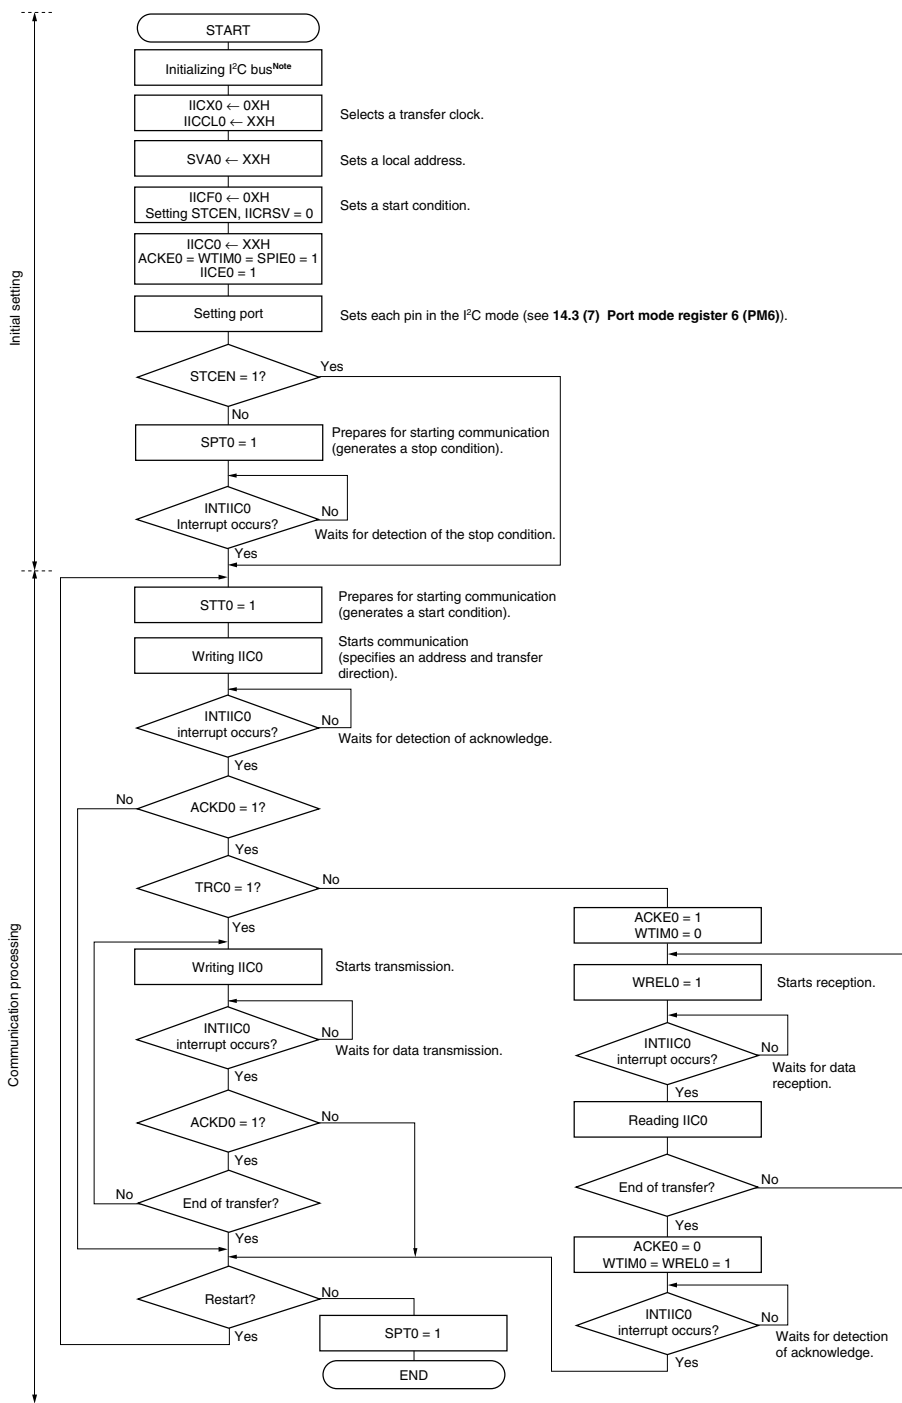 START
Initializing I²C busNote
IICX0 ← 0XH
IICCL0 ← XXH
Selects a transfer clock.
SVA0 ← XXH
Sets a local address.
IICF0 ← 0XH
Setting STCEN, IICRSV = 0
Sets a start condition.
IICC0 ← XXH
ACKE0 = WTIM0 = SPIE0 = 1
IICE0 = 1
Initial setting
Setting port
Sets each pin in the I²C mode (see 14.3 (7) Port mode register 6 (PM6)).
STCEN = 1?
Yes
No
SPT0 = 1
Prepares for starting communication
(generates a stop condition).
INTIIC0
Interrupt occurs?
No
Waits for detection of the stop condition.
Yes
STT0 = 1
Prepares for starting communication
(generates a start condition).
Writing IIC0
Starts communication
(specifies an address and transfer
direction).
INTIIC0
interrupt occurs?
No
Waits for detection of acknowledge.
Yes
No
ACKD0 = 1?
Yes
TRC0 = 1?
No
Yes
Communication processing
Writing IIC0
Starts transmission.
INTIIC0
interrupt occurs?
No
Waits for data transmission.
Yes
ACKD0 = 1?
No
Yes
No
End of transfer?
Yes
Restart?
No
Yes
SPT0 = 1
END
ACKE0 = 1
WTIM0 = 0
WREL0 = 1
Starts reception.
INTIIC0
interrupt occurs?
No
Waits for data
reception.
Yes
Reading IIC0
End of transfer?
No
Yes
ACKE0 = 0
WTIM0 = WREL0 = 1
INTIIC0
interrupt occurs?
No
Waits for detection
of acknowledge.
Yes